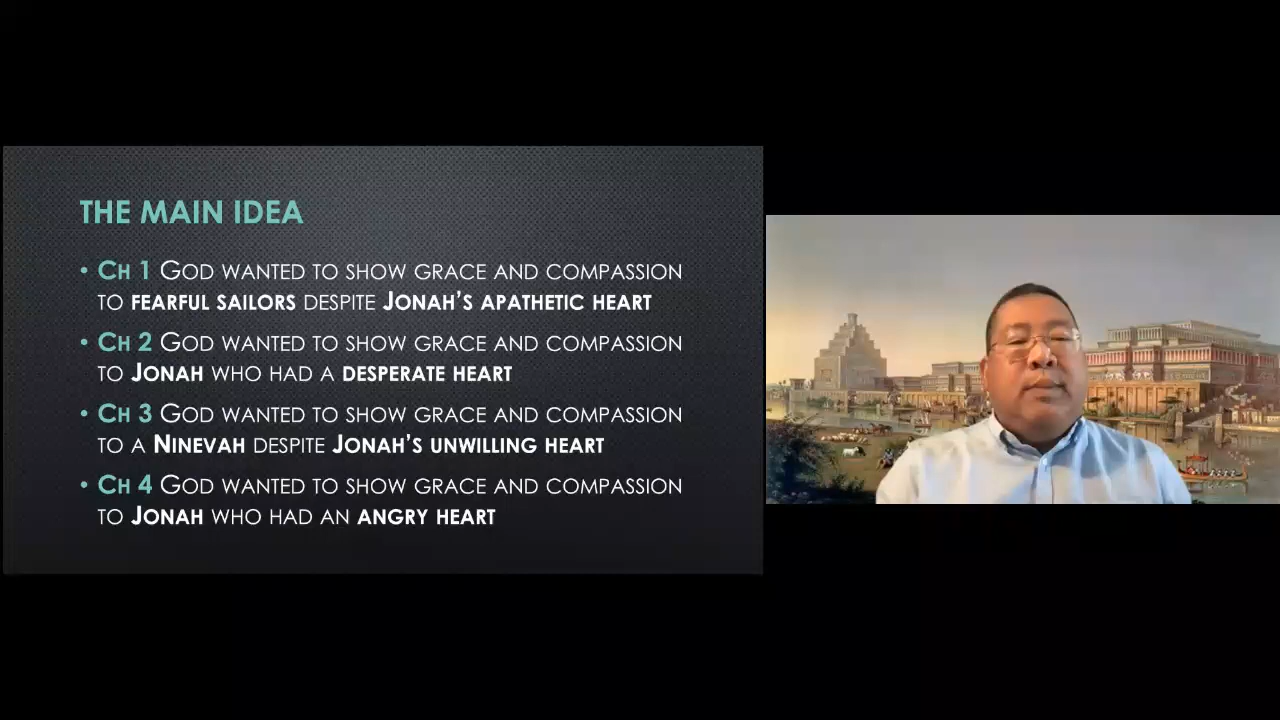 THE MAIN IDEA
• CH 1 GOD WANTED TO SHOW GRACE AND COMPASSION
TO FEARFUL SAILORS DESPITE JONAH'S APATHETIC HEART
• CH 2 GOD WANTED TO SHOW GRACE AND COMPASSION
TO JONAH WHO HAD A DESPERATE HEART
• CH 3 GOD WANTED TO SHOW GRACE AND COMPASSION
TO A NINEVAH DESPITE JONAH'S UNWILLING HEART
• CH 4 GOD WANTED TO SHOW GRACE AND COMPASSION
TO JONAH WHO HAD AN ANGRY HEART